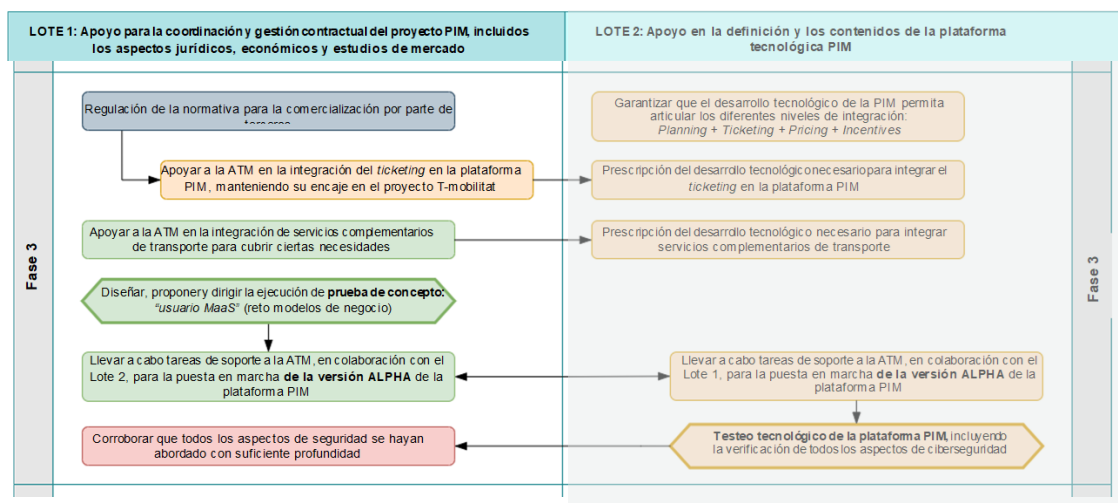 LOTE 1: Apoyo para la coordinación y gestión contractual del proyecto PIM, incluidos
los aspectos jurídicos, económicos y estudios de mercado
LOTE 2: Apoyo en la definición y los contenidos de la plataforma
tecnológica PIM
Fase 3
Regulación de la normativa para la comercialización por parte de
Garantizar que el desarrollo tecnológico de la PIM permita
articular los diferentes niveles de integración:
Planning + Ticketing + Pricing + Incentives
Apoyar a la ATM en la integración del ticketing en la plataforma
PIM, manteniendo su encaje en el proyecto T-mobilitat
Prescripción del desarrollo tecnológico necesario para integrar el
ticketing en la plataforma PIM
Apoyar a la ATM en la integración de servicios complementarios
de transporte para cubrir ciertas necesidades
Prescripción del desarrollo tecnológico necesario para integrar
servicios complementarios de transporte
Diseñar, proponer y dirigir la ejecución de prueba de concepto:
"usuario MaaS" (reto modelos de negocio)
Llevar a cabo tareas de soporte a la ATM, en colaboración con el
Lote 2, para la puesta en marcha de la versión ALPHA de la
plataforma PIM
Llevar a cabo tareas de soporte a la ATM, en colaboración con el
Lote 1, para la puesta en marcha de la versión ALPHA de la
plataforma PIM
Corroborar que todos los aspectos de seguridad se hayan
abordado con suficiente profundidad
Testeo tecnológico de la plataforma PIM, incluyendo
la verificación de todos los aspectos de ciberseguridad
Fase 3